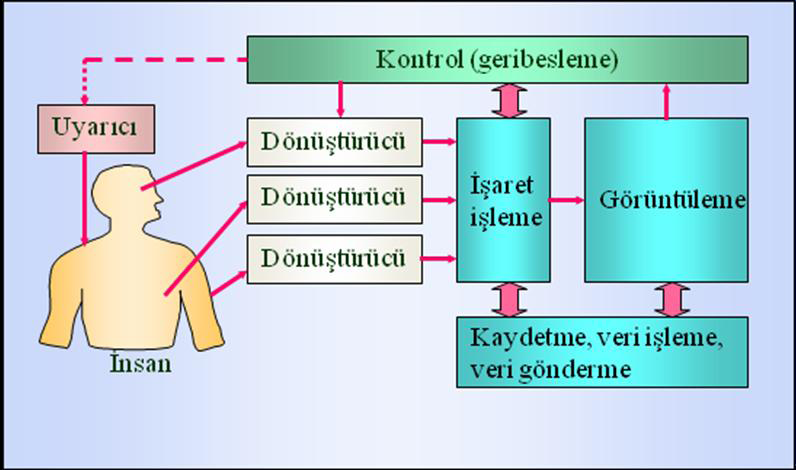 Kontrol (geribesleme)
Uyarıcı
Dönüştürücü
Dönüştürücü
Dönüştürücü
İşaret
işleme
Görüntüleme
İnsan
Kaydetme, veri işleme,
veri gönderme